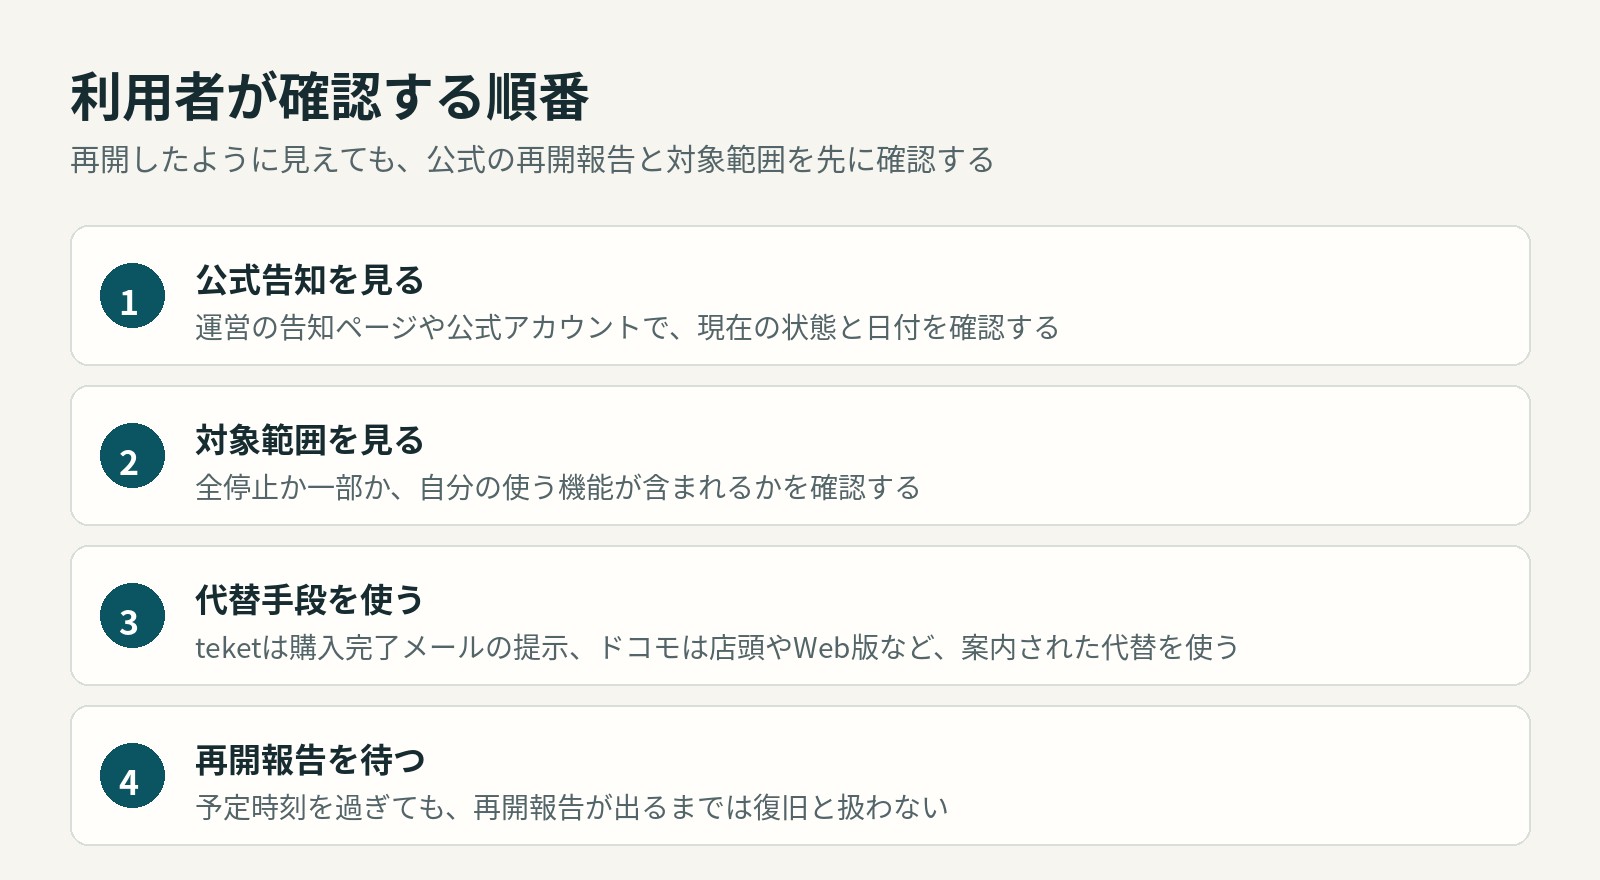 利用者が確認する順番
再開したように見えても、公式の再開報告と対象範囲を先に確認する
1
公式告知を見る
運営の告知ページや公式アカウントで、現在の状態と日付を確認する
2
対象範囲を見る
全停止か一部か、自分の使う機能が含まれるかを確認する
3
代替手段を使う
teketは購入完了メールの提示、ドコモは店頭やWeb版など、案内された代替を使う
4
再開報告を待つ
予定時刻を過ぎても、再開報告が出るまでは復旧と扱わない